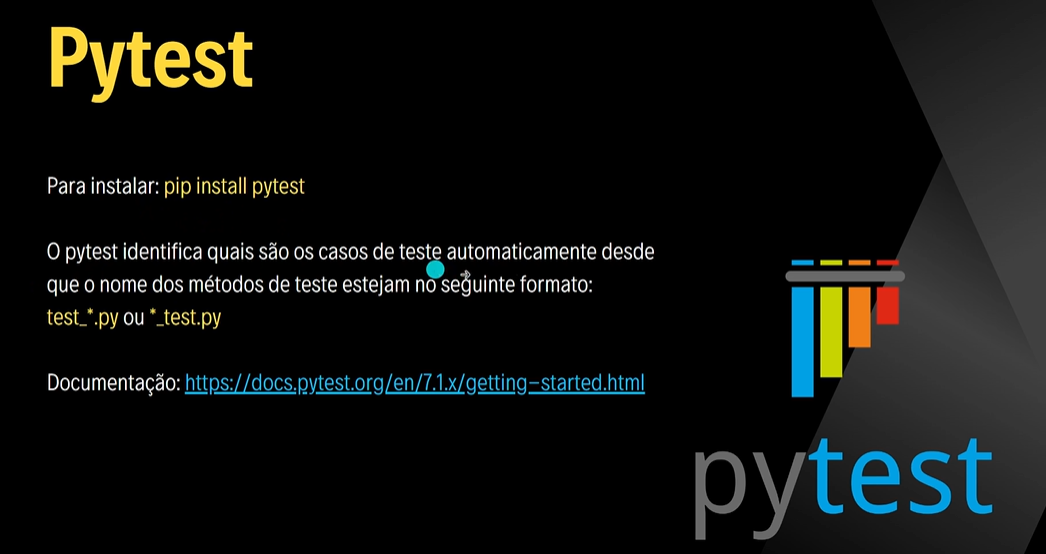 Pytest
Para instalar: pip install pytest
O pytest identifica quais são os casos de teste automaticamente desde
que o nome dos métodos de teste estejam no seguinte formato:
test_*.py ou *_test.py
Documentação: https://docs.pytest.org/en/7.1.x/getting-started.html
pytest